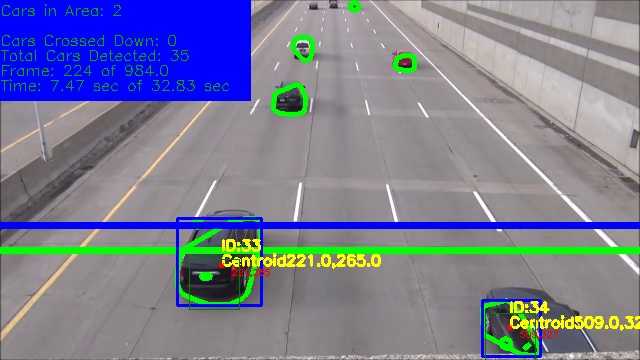 Cars in Area: 2
Cars Crossed Down: 0
Total Cars Detected: 35
Frame: 224 of 984.0
Time: 7.47 sec of 32.83 sec
ID:33
Centroid221.0,265.0
ID:34
Centroid509.0,32